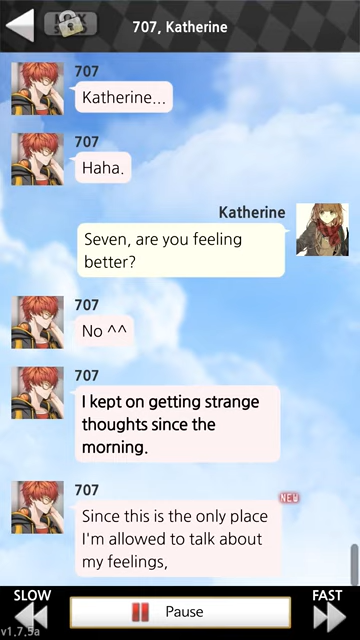 707, Katherine
707
Katherine...
707
Haha.
Katherine
Seven, are you feeling
better?
707
No ^^
707
I kept on getting strange
thoughts since the
morning.
707
NEW
Since this is the only place
I'm allowed to talk about
my feelings,
SLOW
Pause
FAST
v1,7,5a